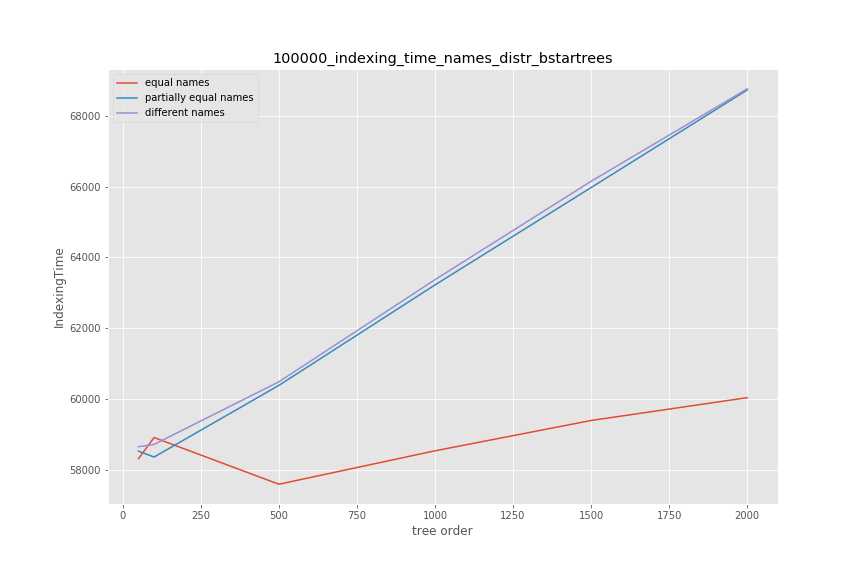 100000_indexing_time_names_distr_bstartrees
equal names
partially equal names
different names
68000
66000
64000
62000
60000
58000
IndexingTime
0 250 500 750 1000 1250 1500 1750 2000
tree order